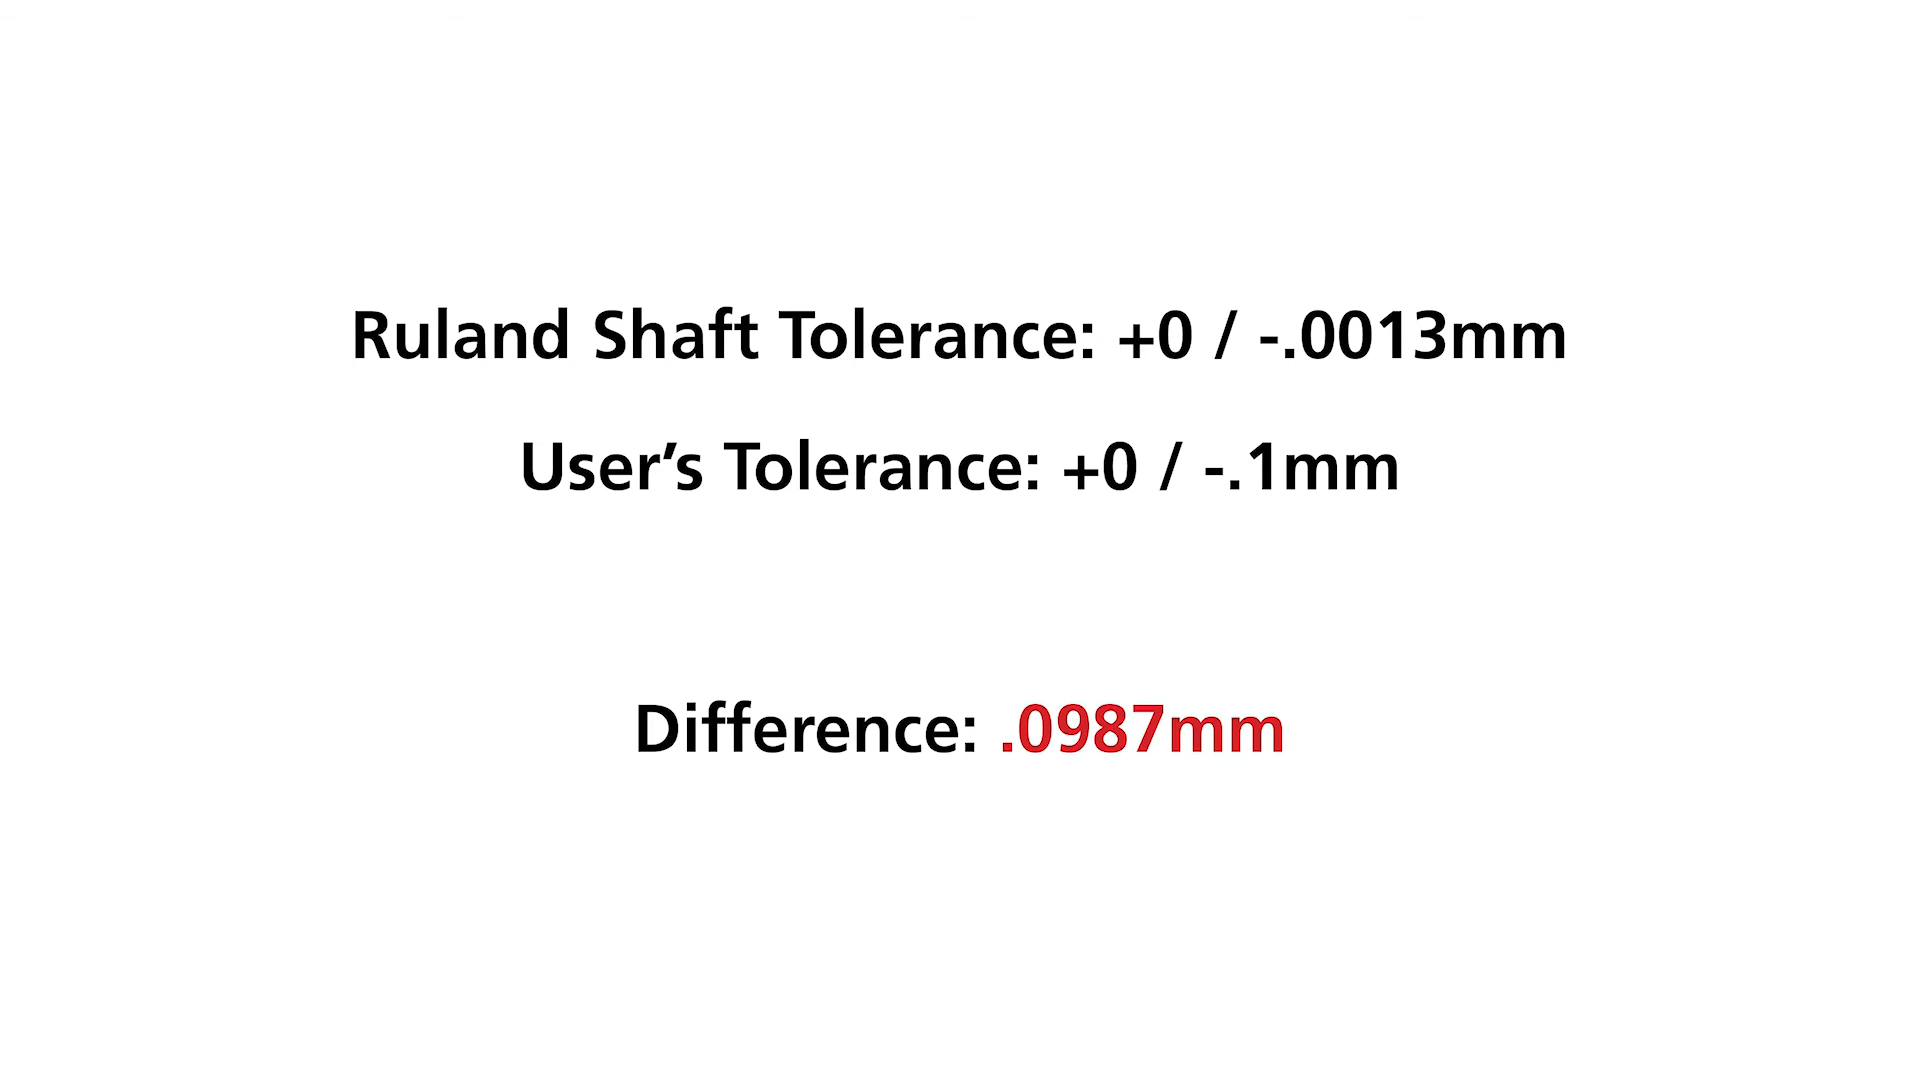 Ruland Shaft Tolerance: +0 / -.0013mm
User’s Tolerance: +0 / -.1mm
Difference: .0987mm